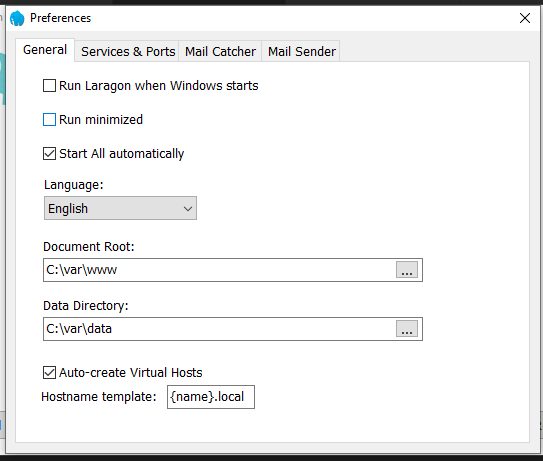 Preferences
General
Services & Ports
Mail Catcher
Mail Sender
Run Laragon when Windows starts
Run minimized
Start All automatically
Language:
English
Document Root:
C:\var\www
...
Data Directory:
C:\var\data
...
Auto-create Virtual Hosts
Hostname template:
{name}.local